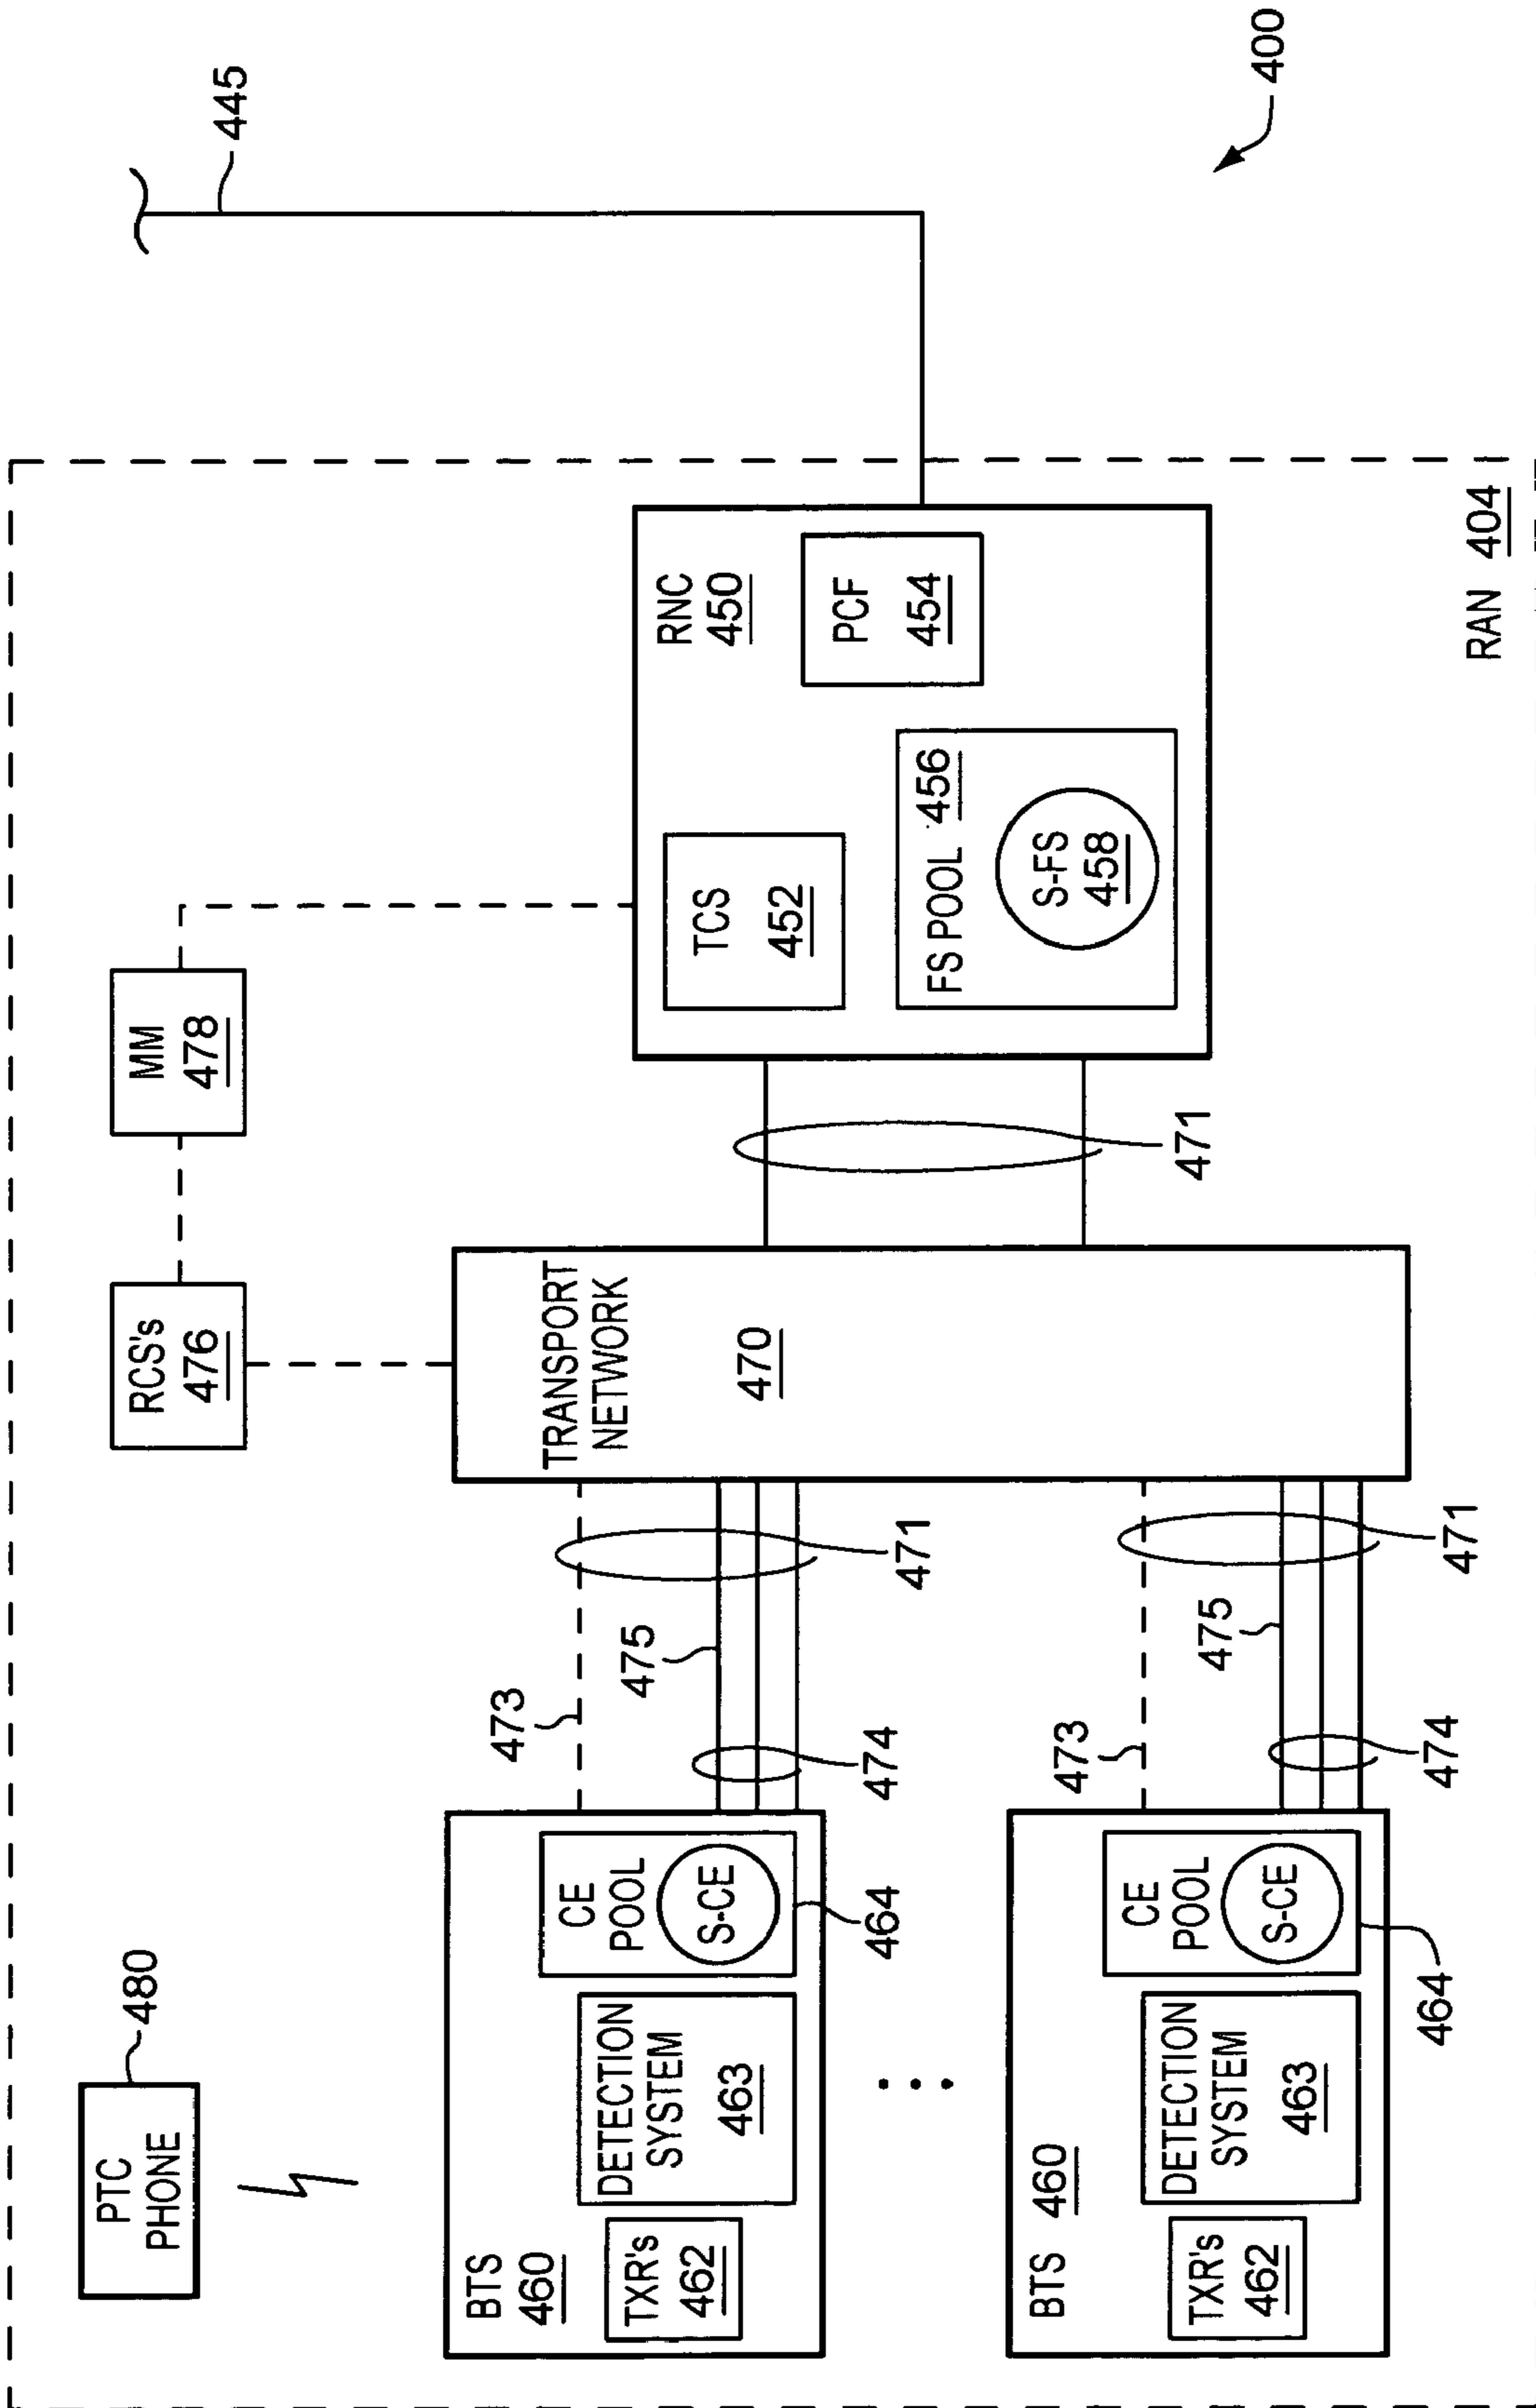 PTC
PHONE
480
RCS's
476
MM
478
445
BTS
460
TXR's
462
DETECTION
SYSTEM
463
CE
POOL
S-CE
464
473
475
474
471
TRANSPORT
NETWORK
470
471
RNC
450
TCS
452
PCF
454
FS POOL 456
S-FS
458
BTS 460
TXR's
462
DETECTION
SYSTEM
463
CE
POOL
S-CE
464
473
475
474
471
400
RAN 404